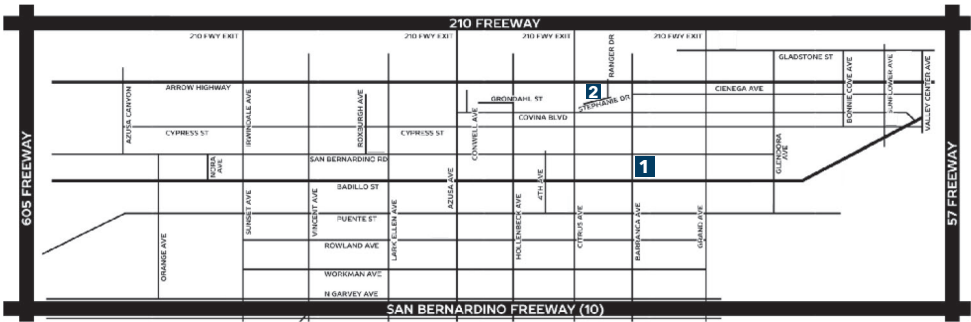 210 FREEWAY
210 FWY EXIT
210 FWY EXIT
210 FWY EXIT
210 FWY EXIT
RANGER DR
GLADSTONE ST
ARROW HIGHWAY
AZUSA CANYON
IRWINDALE AVE
ROXBURGH AVE
GRONDAHL ST
2
STEPHANIE DR
CIENEGA AVE
BONNIE COVE AVE
SUNFLOWER AVE
VALLEY CENTER AVE
COVINA BLVD
CONWELL AVE
CYPRESS ST
CYPRESS ST
GLENDORA AVE
NORA AVE
SAN BERNARDINO RD
1
BADILLO ST
AZUSA AVE
4TH AVE
605 FREEWAY
57 FREEWAY
SUNSET AVE
VINCENT AVE
PUENTE ST
LARK ELLEN AVE
HOLLENBECK AVE
CITRUS AVE
BARRANCA AVE
GARND AVE
ORANGE AVE
ROWLAND AVE
WORKMAN AVE
N GARVEY AVE
SAN BERNARDINO FREEWAY (10)